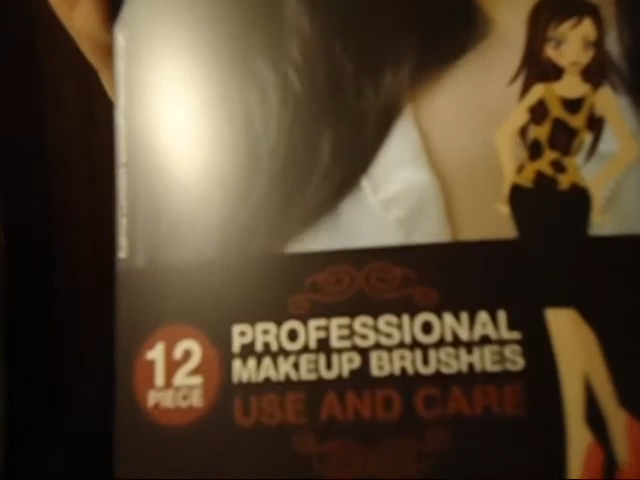 12
PIECE
PROFESSIONAL
MAKEUP BRUSHES
USE AND CARE